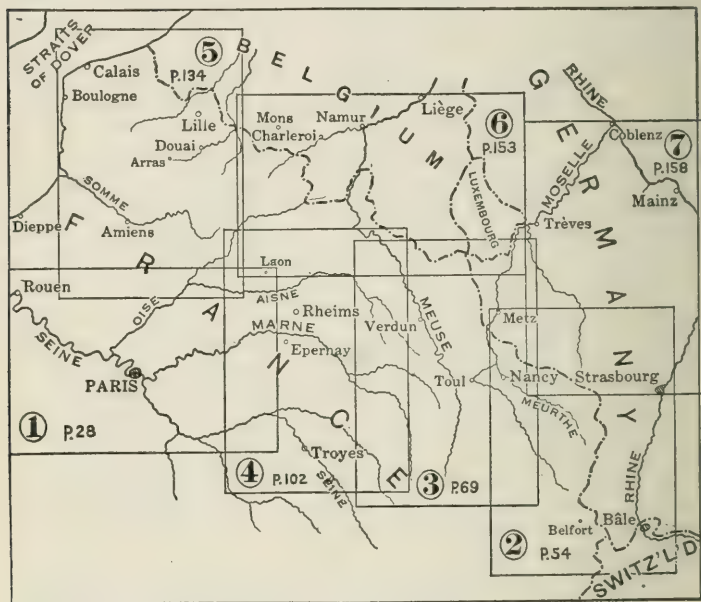 STRAITS
OF DOVER
Calais
Boulogne
5
P.134
BELGIUM
Lille
Douai
Arras
Mons
Charleroi
Namur
Liège
6
P.153
GERMANY
RHINE
Coblenz
7
P.158
MOSELLE
Mainz
LUXEMBOURG
Trèves
SOMME
Dieppe
Amiens
FRANCE
Rouen
OISE
Laon
AISNE
Rheims
MARNE
Epernay
Verdun
MEUSE
Metz
SEINE
PARIS
Toul
Nancy
Strasbourg
MEURTHE
1
P.28
Troyes
SEINE
4
P.102
3
P.69
RHINE
Belfort
Bâle
2
P.54
SWITZ'L'D